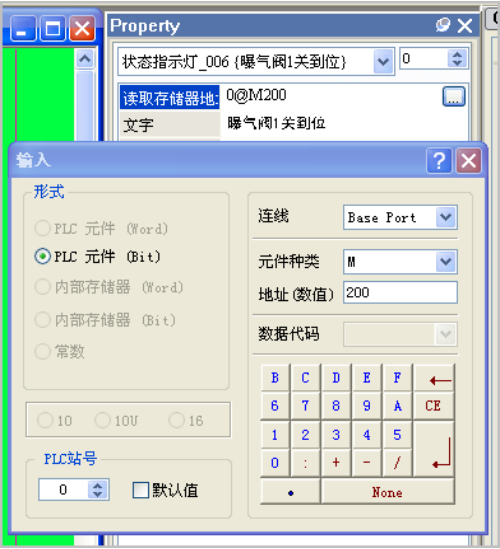 Property
状态指示灯_006 {曝气阀1关到位}
0
读取存储器地:
0@M200
...
文字
曝气阀1关到位
输入
?
形式
PLC 元件 (Word)
PLC 元件 (Bit)
内部存储器 (Word)
内部存储器 (Bit)
常数
10 10U 16
PLC站号
0
默认值
连线
Base Port
元件种类
M
地址(数值)
200
数据代码
B C D E F
6 7 8 9 A CE
1 2 3 4 5
0 : + - /
• None